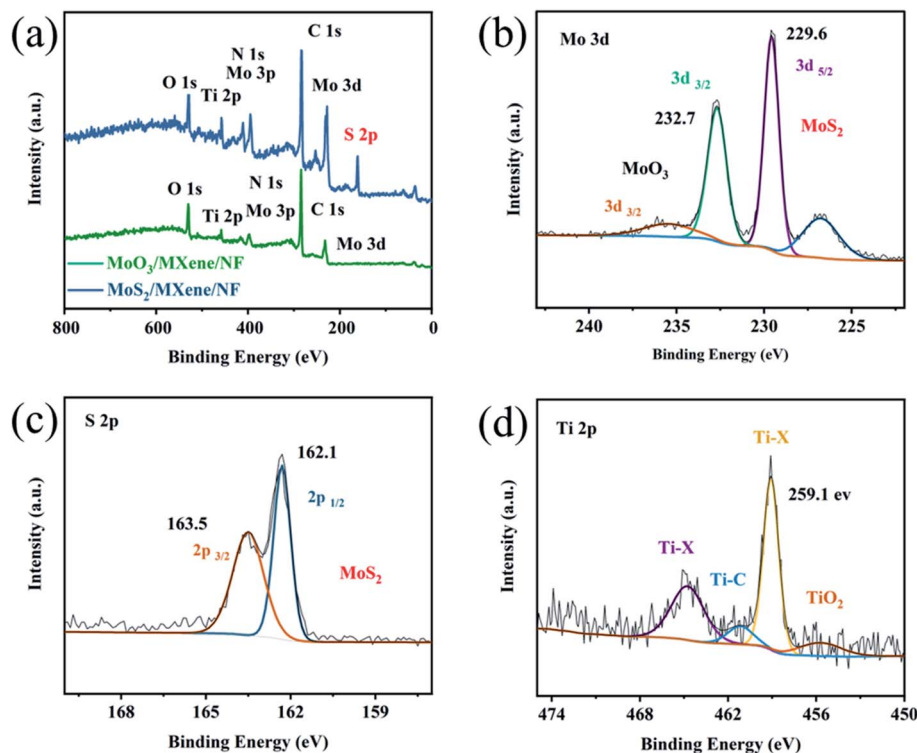 (a)
C 1s
N 1s
O 1s
Mo 3p
Mo 3d
Ti 2p
S 2p
N 1s
O 1s
C 1s
Ti 2p
Mo 3p
Mo 3d
MoO3/MXene/NF
MoS2/MXene/NF
Intensity (a.u.)
800 600 400 200 0
Binding Energy (eV)
(b)
Mo 3d
229.6
3d 5/2
3d 3/2
232.7
MoS2
MoO3
3d 3/2
Intensity (a.u.)
240 235 230 225
Binding Energy (eV)
(c)
S 2p
162.1
2p 1/2
163.5
2p 3/2
MoS2
Intensity (a.u.)
168 165 162 159
Binding Energy (eV)
(d)
Ti 2p
Ti-X
259.1 ev
Ti-X
Ti-C
TiO2
Intensity (a.u.)
474 468 462 456 450
Binding Energy (eV)